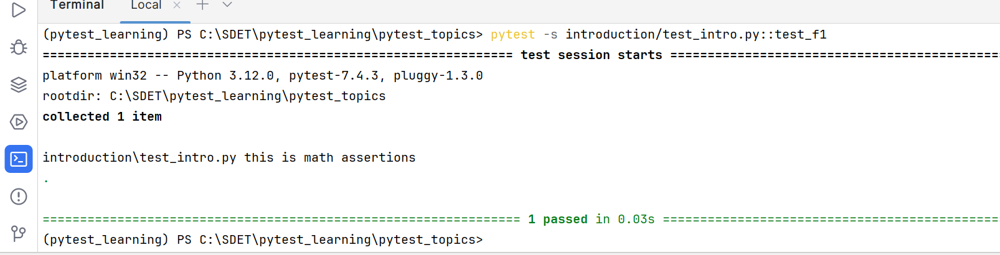 Terminal Local
(pytest_learning) PS C:\SDET\pytest_learning\pytest_topics> pytest -s introduction/test_intro.py::test_f1
=============================================================== test session starts ============================================
platform win32 -- Python 3.12.0, pytest-7.4.3, pluggy-1.3.0
rootdir: C:\SDET\pytest_learning\pytest_topics
collected 1 item
introduction\test_intro.py this is math assertions
.
================================================================ 1 passed in 0.03s =============================================
(pytest_learning) PS C:\SDET\pytest_learning\pytest_topics>